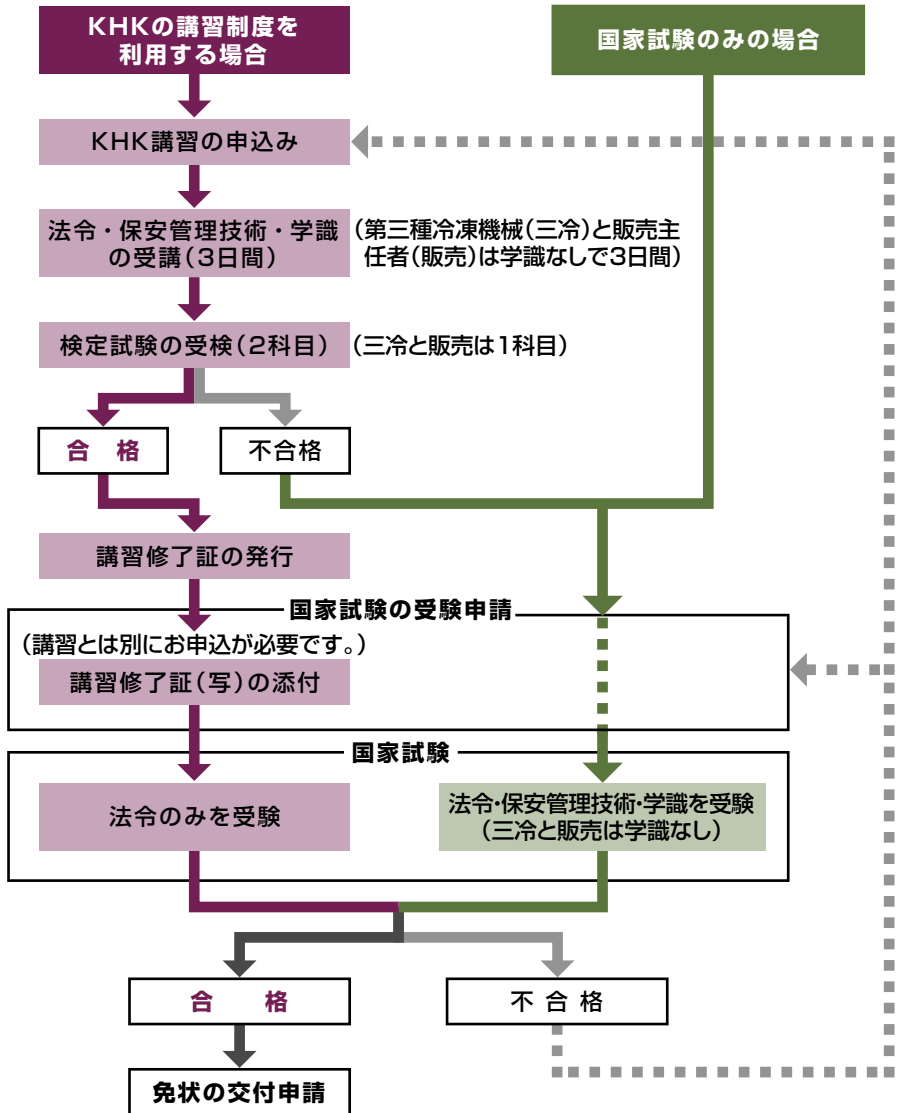 KHKの講習制度を
利用する場合
国家試験のみの場合
KHK講習の申込み
法令・保安管理技術・学識
の受講(3日間)
(第三種冷凍機械(三冷)と販売主
任者(販売)は学識なしで3日間)
検定試験の受検(2科目)
(三冷と販売は1科目)
合 格
不合格
講習修了証の発行
国家試験の受験申請
(講習とは別にお申込が必要です。)
講習修了証(写)の添付
国家試験
法令のみを受験
法令・保安管理技術・学識を受験
(三冷と販売は学識なし)
合 格
不 合 格
免状の交付申請